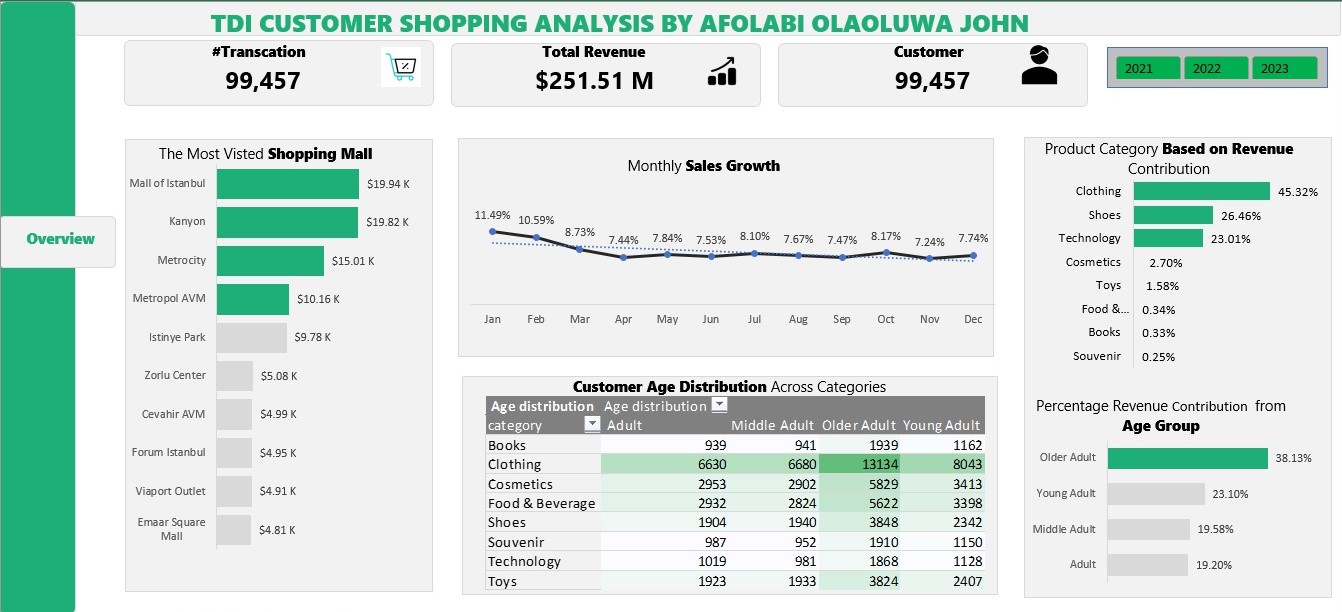 TDI CUSTOMER SHOPPING ANALYSIS BY AFOLABI OLAOLUWA JOHN
#Transcation
99,457
Total Revenue
$251.51 M
Customer
99,457
2021 2022 2023
Overview
The Most Visted Shopping Mall
Mall of Istanbul $19.94 K
Kanyon $19.82 K
Metrocity $15.01 K
Metropol AVM $10.16 K
Istinye Park $9.78 K
Zorlu Center $5.08 K
Cevahir AVM $4.99 K
Forum Istanbul $4.95 K
Viaport Outlet $4.91 K
Emaar Square
Mall $4.81 K
Monthly Sales Growth
11.49% 10.59% 8.73% 7.44% 7.84% 7.53% 8.10% 7.67% 7.47% 8.17% 7.24% 7.74%
Jan Feb Mar Apr May Jun Jul Aug Sep Oct Nov Dec
Customer Age Distribution Across Categories
Age distribution Age distribution
category Adult Middle Adult Older Adult Young Adult
Books 939 941 1939 1162
Clothing 6630 6680 13134 8043
Cosmetics 2953 2902 5829 3413
Food & Beverage 2932 2824 5622 3398
Shoes 1904 1940 3848 2342
Souvenir 987 952 1910 1150
Technology 1019 981 1868 1128
Toys 1923 1933 3824 2407
Product Category Based on Revenue
Contribution
Clothing 45.32%
Shoes 26.46%
Technology 23.01%
Cosmetics 2.70%
Toys 1.58%
Food &... 0.34%
Books 0.33%
Souvenir 0.25%
Percentage Revenue Contribution from
Age Group
Older Adult 38.13%
Young Adult 23.10%
Middle Adult 19.58%
Adult 19.20%